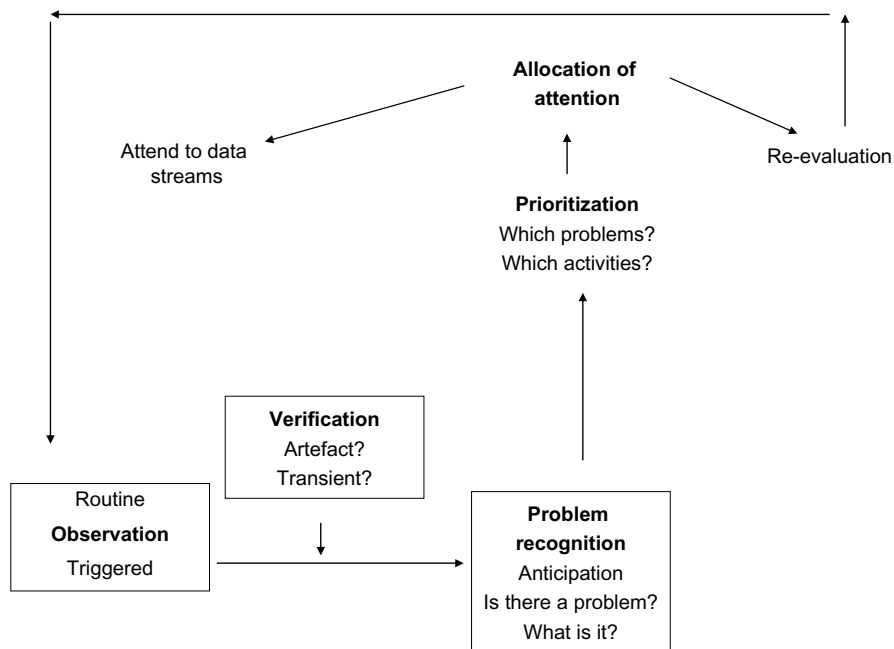 Allocation of
attention
Attend to data
streams
Re-evaluation
Prioritization
Which problems?
Which activities?
Verification
Artefact?
Transient?
Routine
Observation
Triggered
Problem
recognition
Anticipation
Is there a problem?
What is it?